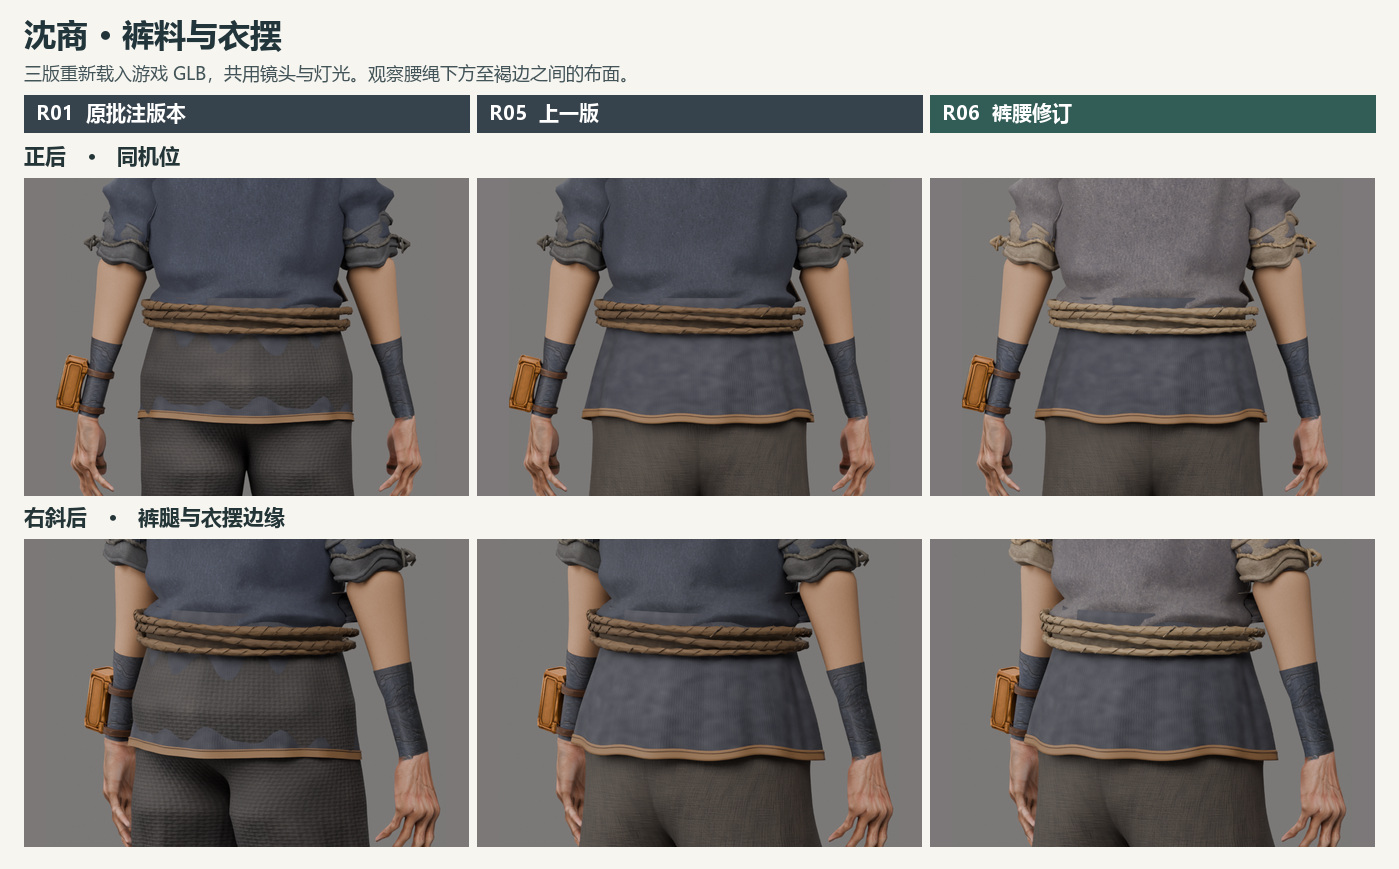 沈商・裤料与衣摆
三版重新载入游戏 GLB，共用镜头与灯光。观察腰绳下方至褐边之间的布面。
R01 原批注版本
R05 上一版
R06 裤腰修订
正后 · 同机位
右斜后 · 裤腿与衣摆边缘